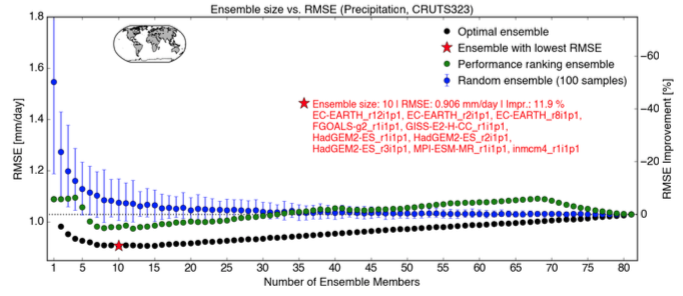 Ensemble size vs. RMSE (Precipitation, CRUTS323)
1.8
1.6
1.4
1.2
1.0
RMSE [mm/day]
Optimal ensemble
Ensemble with lowest RMSE
Performance ranking ensemble
Random ensemble (100 samples)
Ensemble size: 10 | RMSE: 0.906 mm/day | Impr.: 11.9 %
EC-EARTH_r12i1p1, EC-EARTH_r2i1p1, EC-EARTH_r8i1p1,
FGOALS-g2_r1i1p1, GISS-E2-H-CC_r1i1p1,
HadGEM2-ES_r1i1p1, HadGEM2-ES_r2i1p1,
HadGEM2-ES_r3i1p1, MPI-ESM-MR_r1i1p1, inmcm4_r1i1p1
−60
−40
−20
0
RMSE Improvement [%]
1 5 10 15 20 25 30 35 40 45 50 55 60 65 70 75 80
Number of Ensemble Members